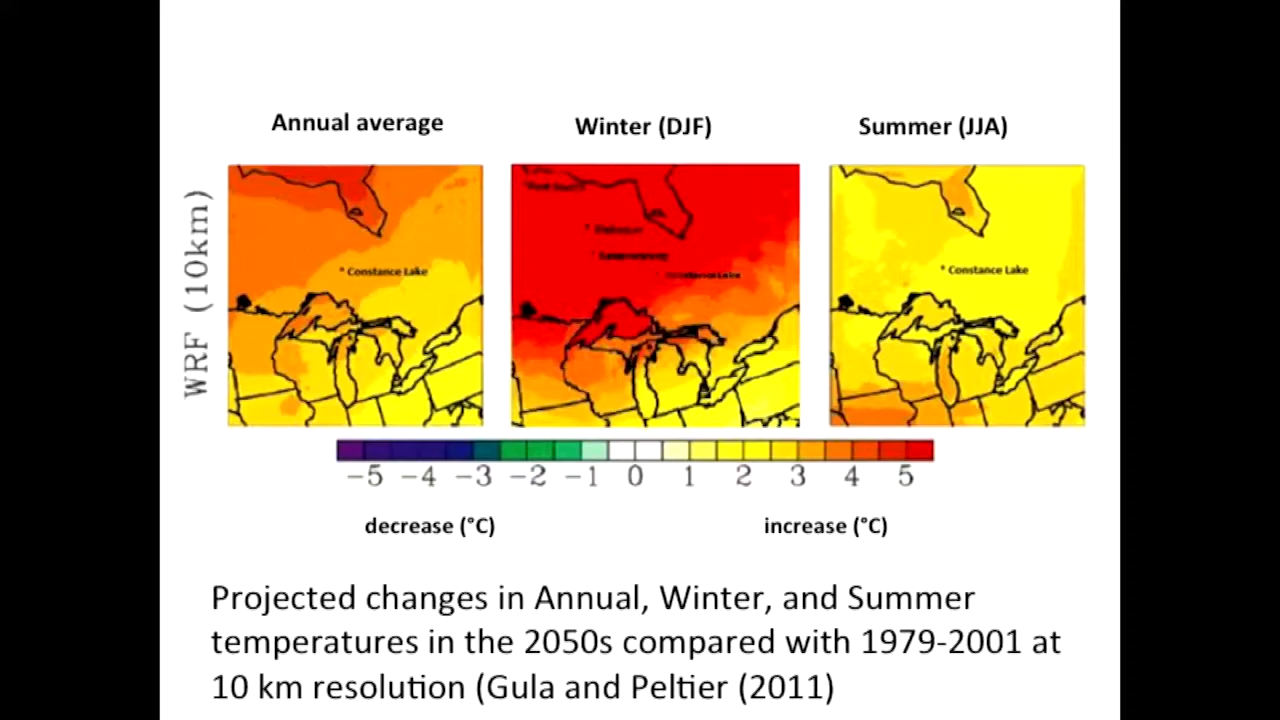 Annual average
Winter (DJF)
Summer (JJA)
WRF (10km)
* Constance Lake
* Constance Lake
-5 -4 -3 -2 -1 0 1 2 3 4 5
decrease (°C)
increase (°C)
Projected changes in Annual, Winter, and Summer
temperatures in the 2050s compared with 1979-2001 at
10 km resolution (Gula and Peltier (2011)